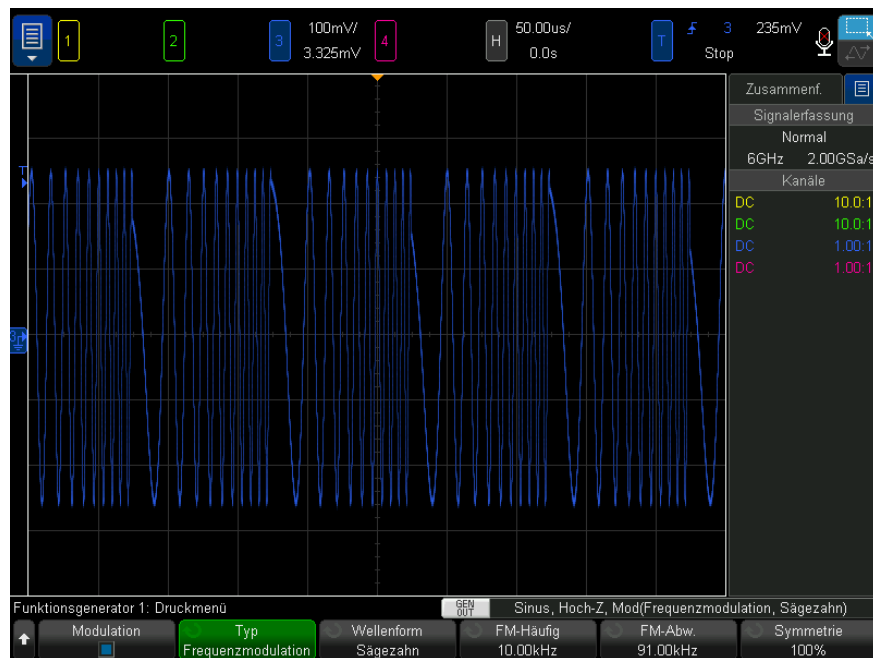 1 2 3 100mV/ 4 H 50.00us/ T 3 235mV
3.325mV 0.0s Stop
Zusammenf.
Signalerfassung
Normal
6GHz 2.00GSa/s
Kanäle
DC 10.0:1
DC 10.0:1
DC 1.00:1
DC 1.00:1
T
3
Funktionsgenerator 1: Druckmenü GEN OUT Sinus, Hoch-Z, Mod(Frequenzmodulation, Sägezahn)
Modulation Typ Wellenform FM-Häufig FM-Abw. Symmetrie
Frequenzmodulation Sägezahn 10.00kHz 91.00kHz 100%